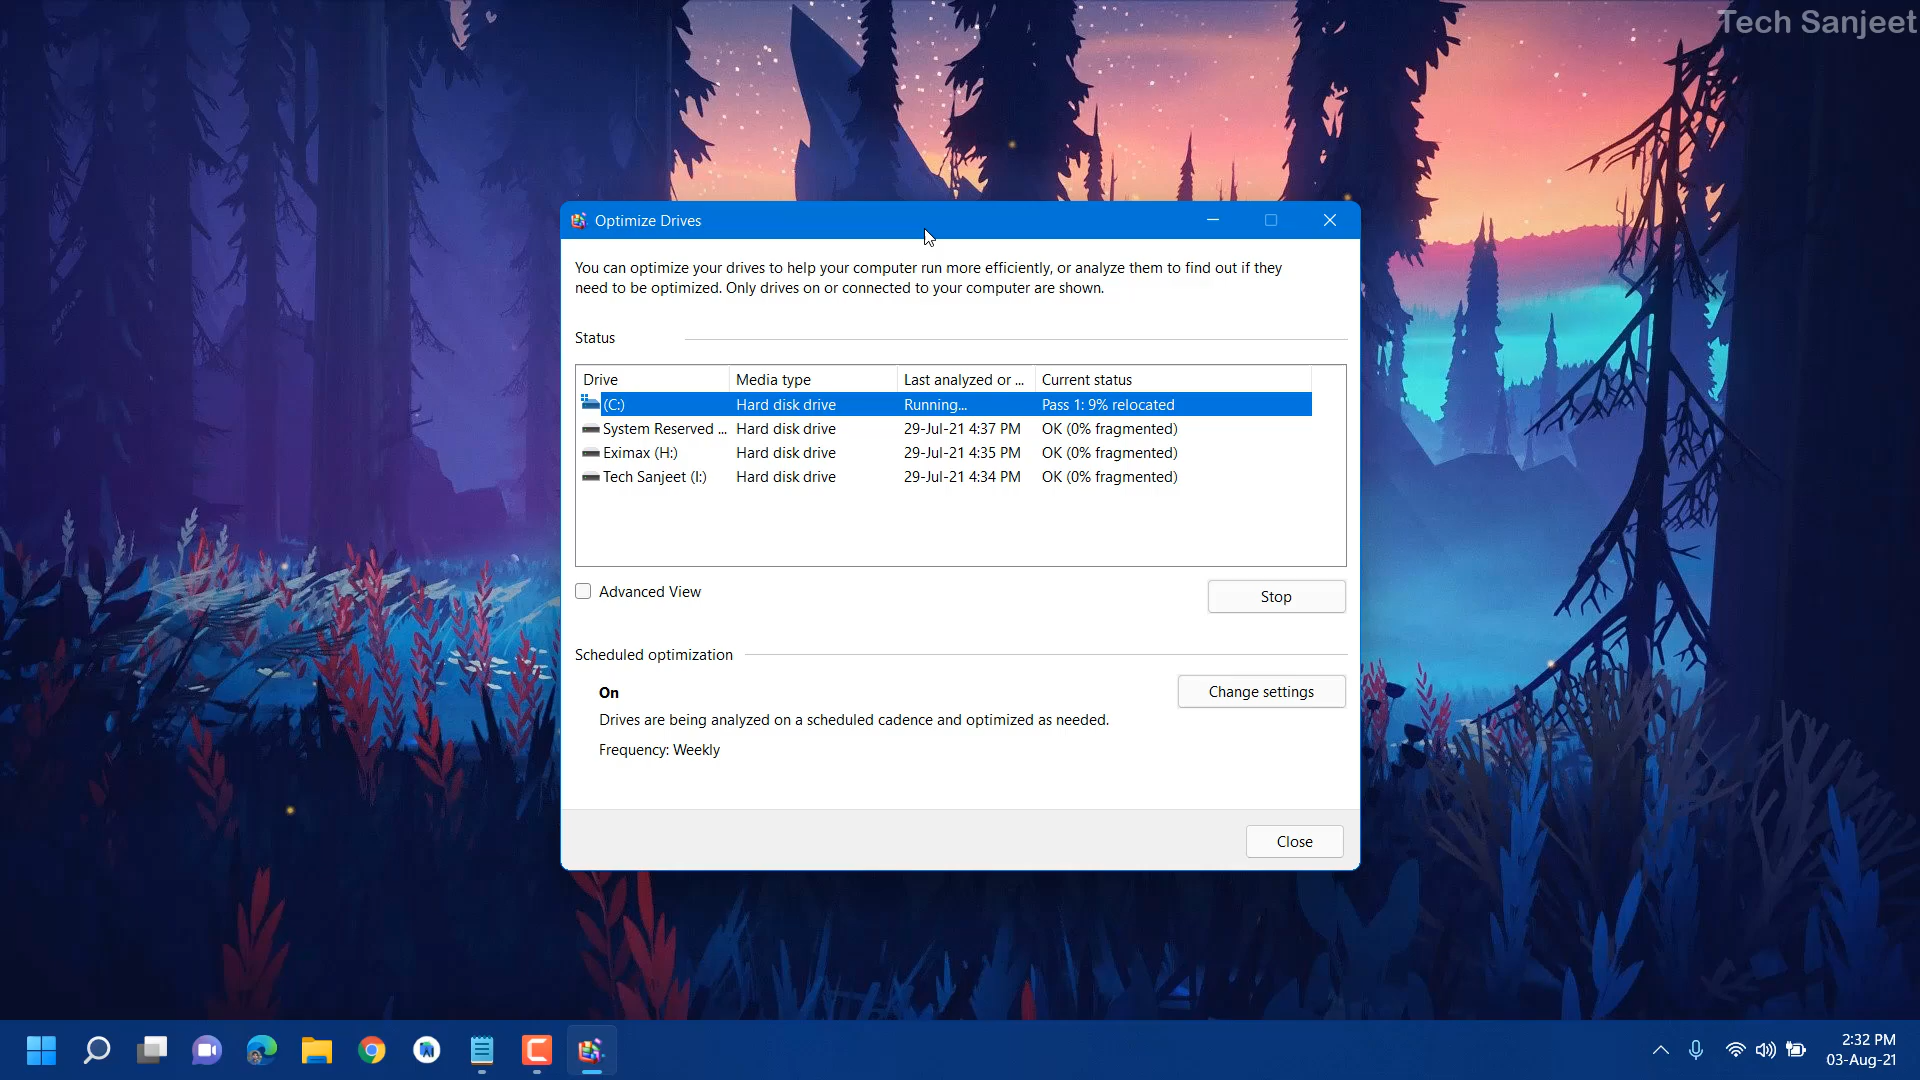 Tech Sanjeet
Optimize Drives
You can optimize your drives to help your computer run more efficiently, or analyze them to find out if they
need to be optimized. Only drives on or connected to your computer are shown.
Status
Drive Media type Last analyzed or ... Current status
(C:) Hard disk drive Running... Pass 1: 9% relocated
System Reserved ... Hard disk drive 29-Jul-21 4:37 PM OK (0% fragmented)
Eximax (H:) Hard disk drive 29-Jul-21 4:35 PM OK (0% fragmented)
Tech Sanjeet (I:) Hard disk drive 29-Jul-21 4:34 PM OK (0% fragmented)
Advanced View
Stop
Scheduled optimization
On
Change settings
Drives are being analyzed on a scheduled cadence and optimized as needed.
Frequency: Weekly
Close
2:32 PM
03-Aug-21